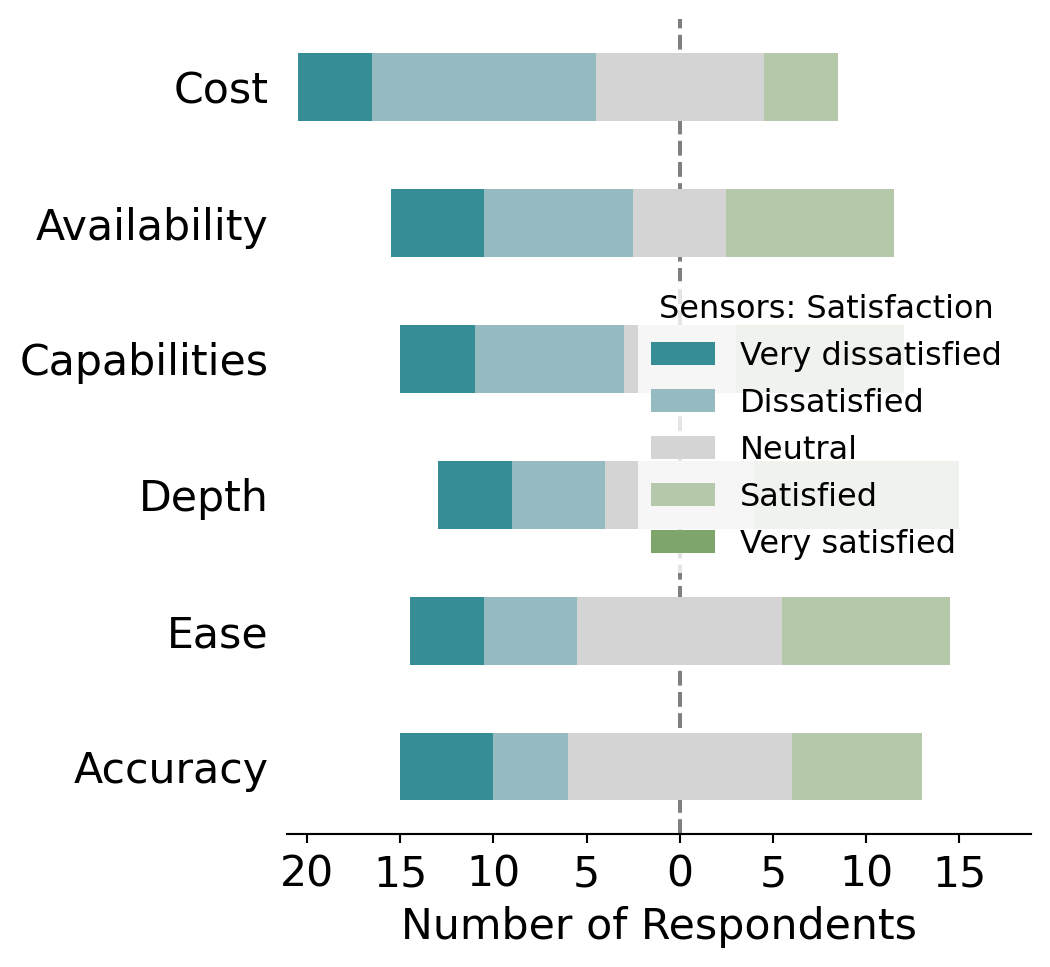 Cost
Availability
Capabilities
Depth
Ease
Accuracy
Sensors: Satisfaction
Very dissatisfied
Dissatisfied
Neutral
Satisfied
Very satisfied
20 15 10 5 0 5 10 15
Number of Respondents